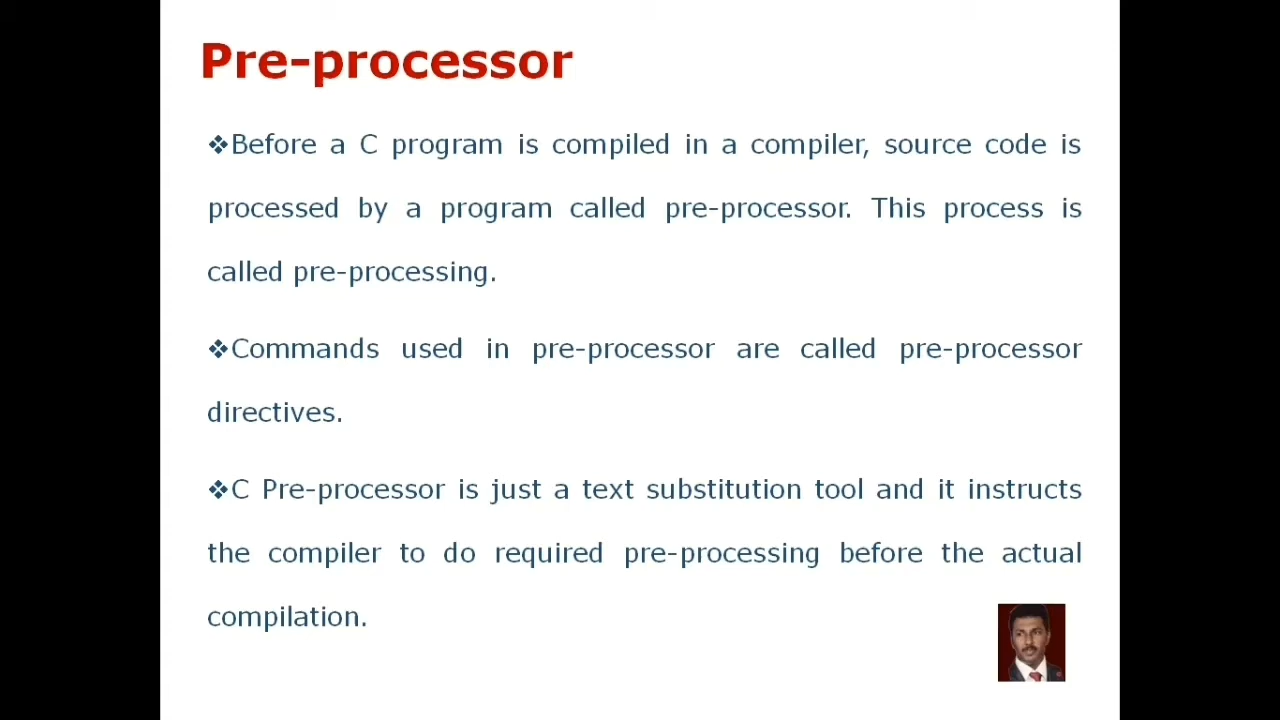 Pre-processor
❖Before a C program is compiled in a compiler, source code is
processed by a program called pre-processor. This process is
called pre-processing.
❖Commands used in pre-processor are called pre-processor
directives.
❖C Pre-processor is just a text substitution tool and it instructs
the compiler to do required pre-processing before the actual
compilation.